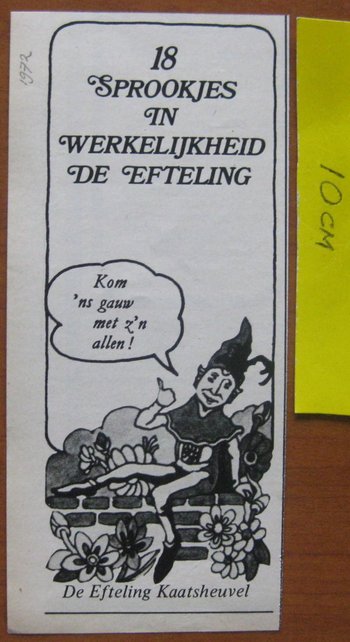 1972
18
SPROOKJES
IN
WERKELIJKHEID
DE EFTELING
Kom
'ns gauw
met z'n
allen!
De Efteling Kaatsheuvel
10 CM